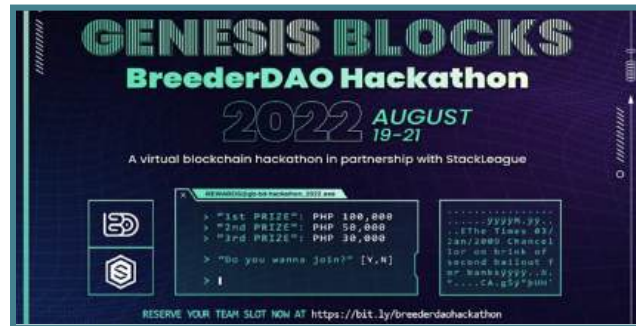 GENESIS BLOCKS
BreederDAO Hackathon
2022 AUGUST
19-21
A virtual blockchain hackathon in partnership with StackLeague
> "1st PRIZE": PHP 100,000
> "2nd PRIZE": PHP 50,000
> "3rd PRIZE": PHP 30,000
> "Do you wanna join?" [Y,N]
>
..EThe Times 03/
Jan/2009 Chancel
lor on brink of
second bailout f
or banksÿÿÿÿ..
RESERVE YOUR TEAM SLOT NOW AT https://bit.ly/breederdaohackathon